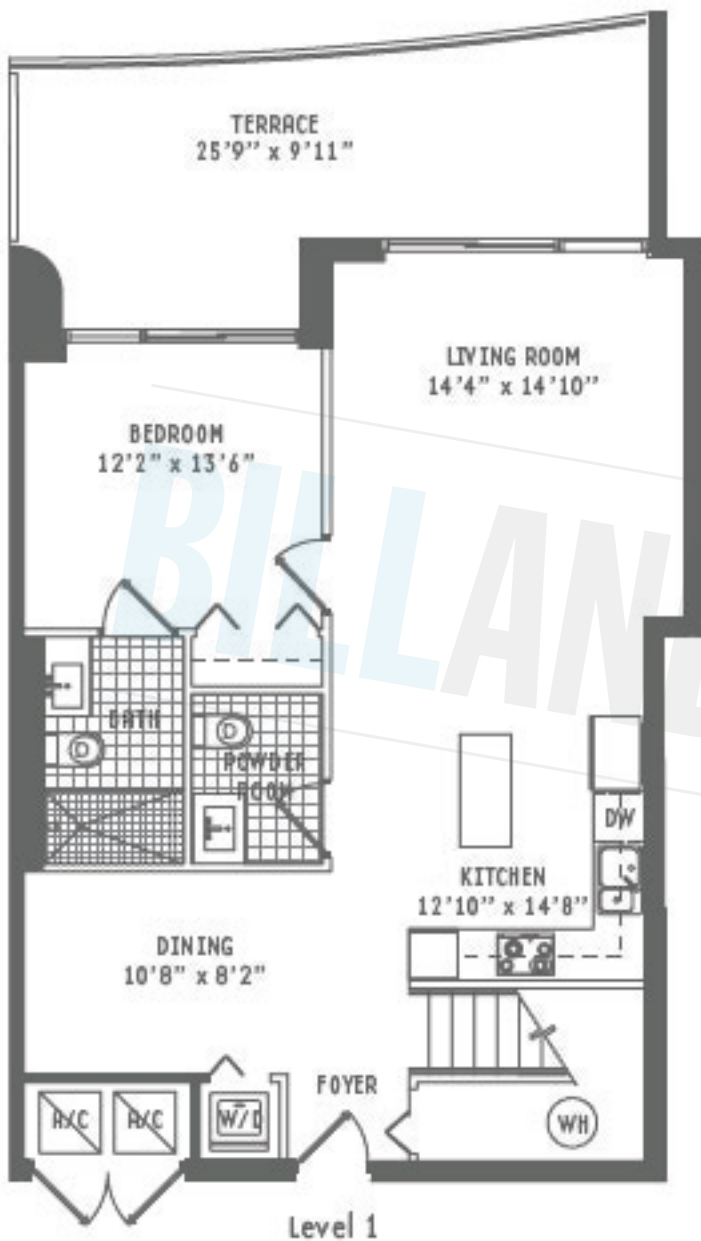 TERRACE
25'9" x 9'11"
LIVING ROOM
14'4" x 14'10"
BEDROOM
12'2" x 13'6"
BILLAN
BATH
POWDER
ROOM
DW
KITCHEN
12'10" x 14'8"
DINING
10'8" x 8'2"
FOYER
A/C
A/C
W/D
WH
Level 1